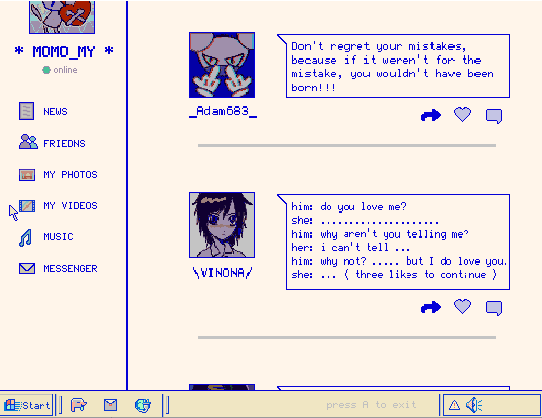 * MOMO_MY *
online
NEWS
FRIEDNS
MY PHOTOS
MY VIDEOS
MUSIC
MESSENGER
_Adam683_
Don't regret your mistakes,
because if it weren't for the
mistake, you wouldn't have been
born!!!
\VINONA/
him: do you love me?
she: .....................
him: why aren't you telling me?
her: i can't tell ...
him: why not? ..... but I do love you.
she: ... ( three likes to continue )
Start
press A to exit